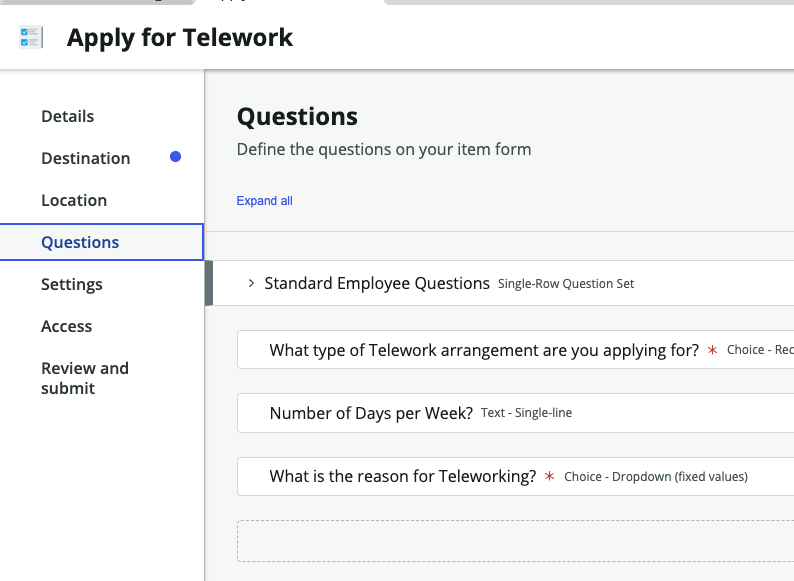 Apply for Telework
Details
Destination
Location
Questions
Settings
Access
Review and
submit
Questions
Define the questions on your item form
Expand all
Standard Employee Questions Single-Row Question Set
What type of Telework arrangement are you applying for? * Choice - Rec
Number of Days per Week? Text - Single-line
What is the reason for Teleworking? * Choice - Dropdown (fixed values)